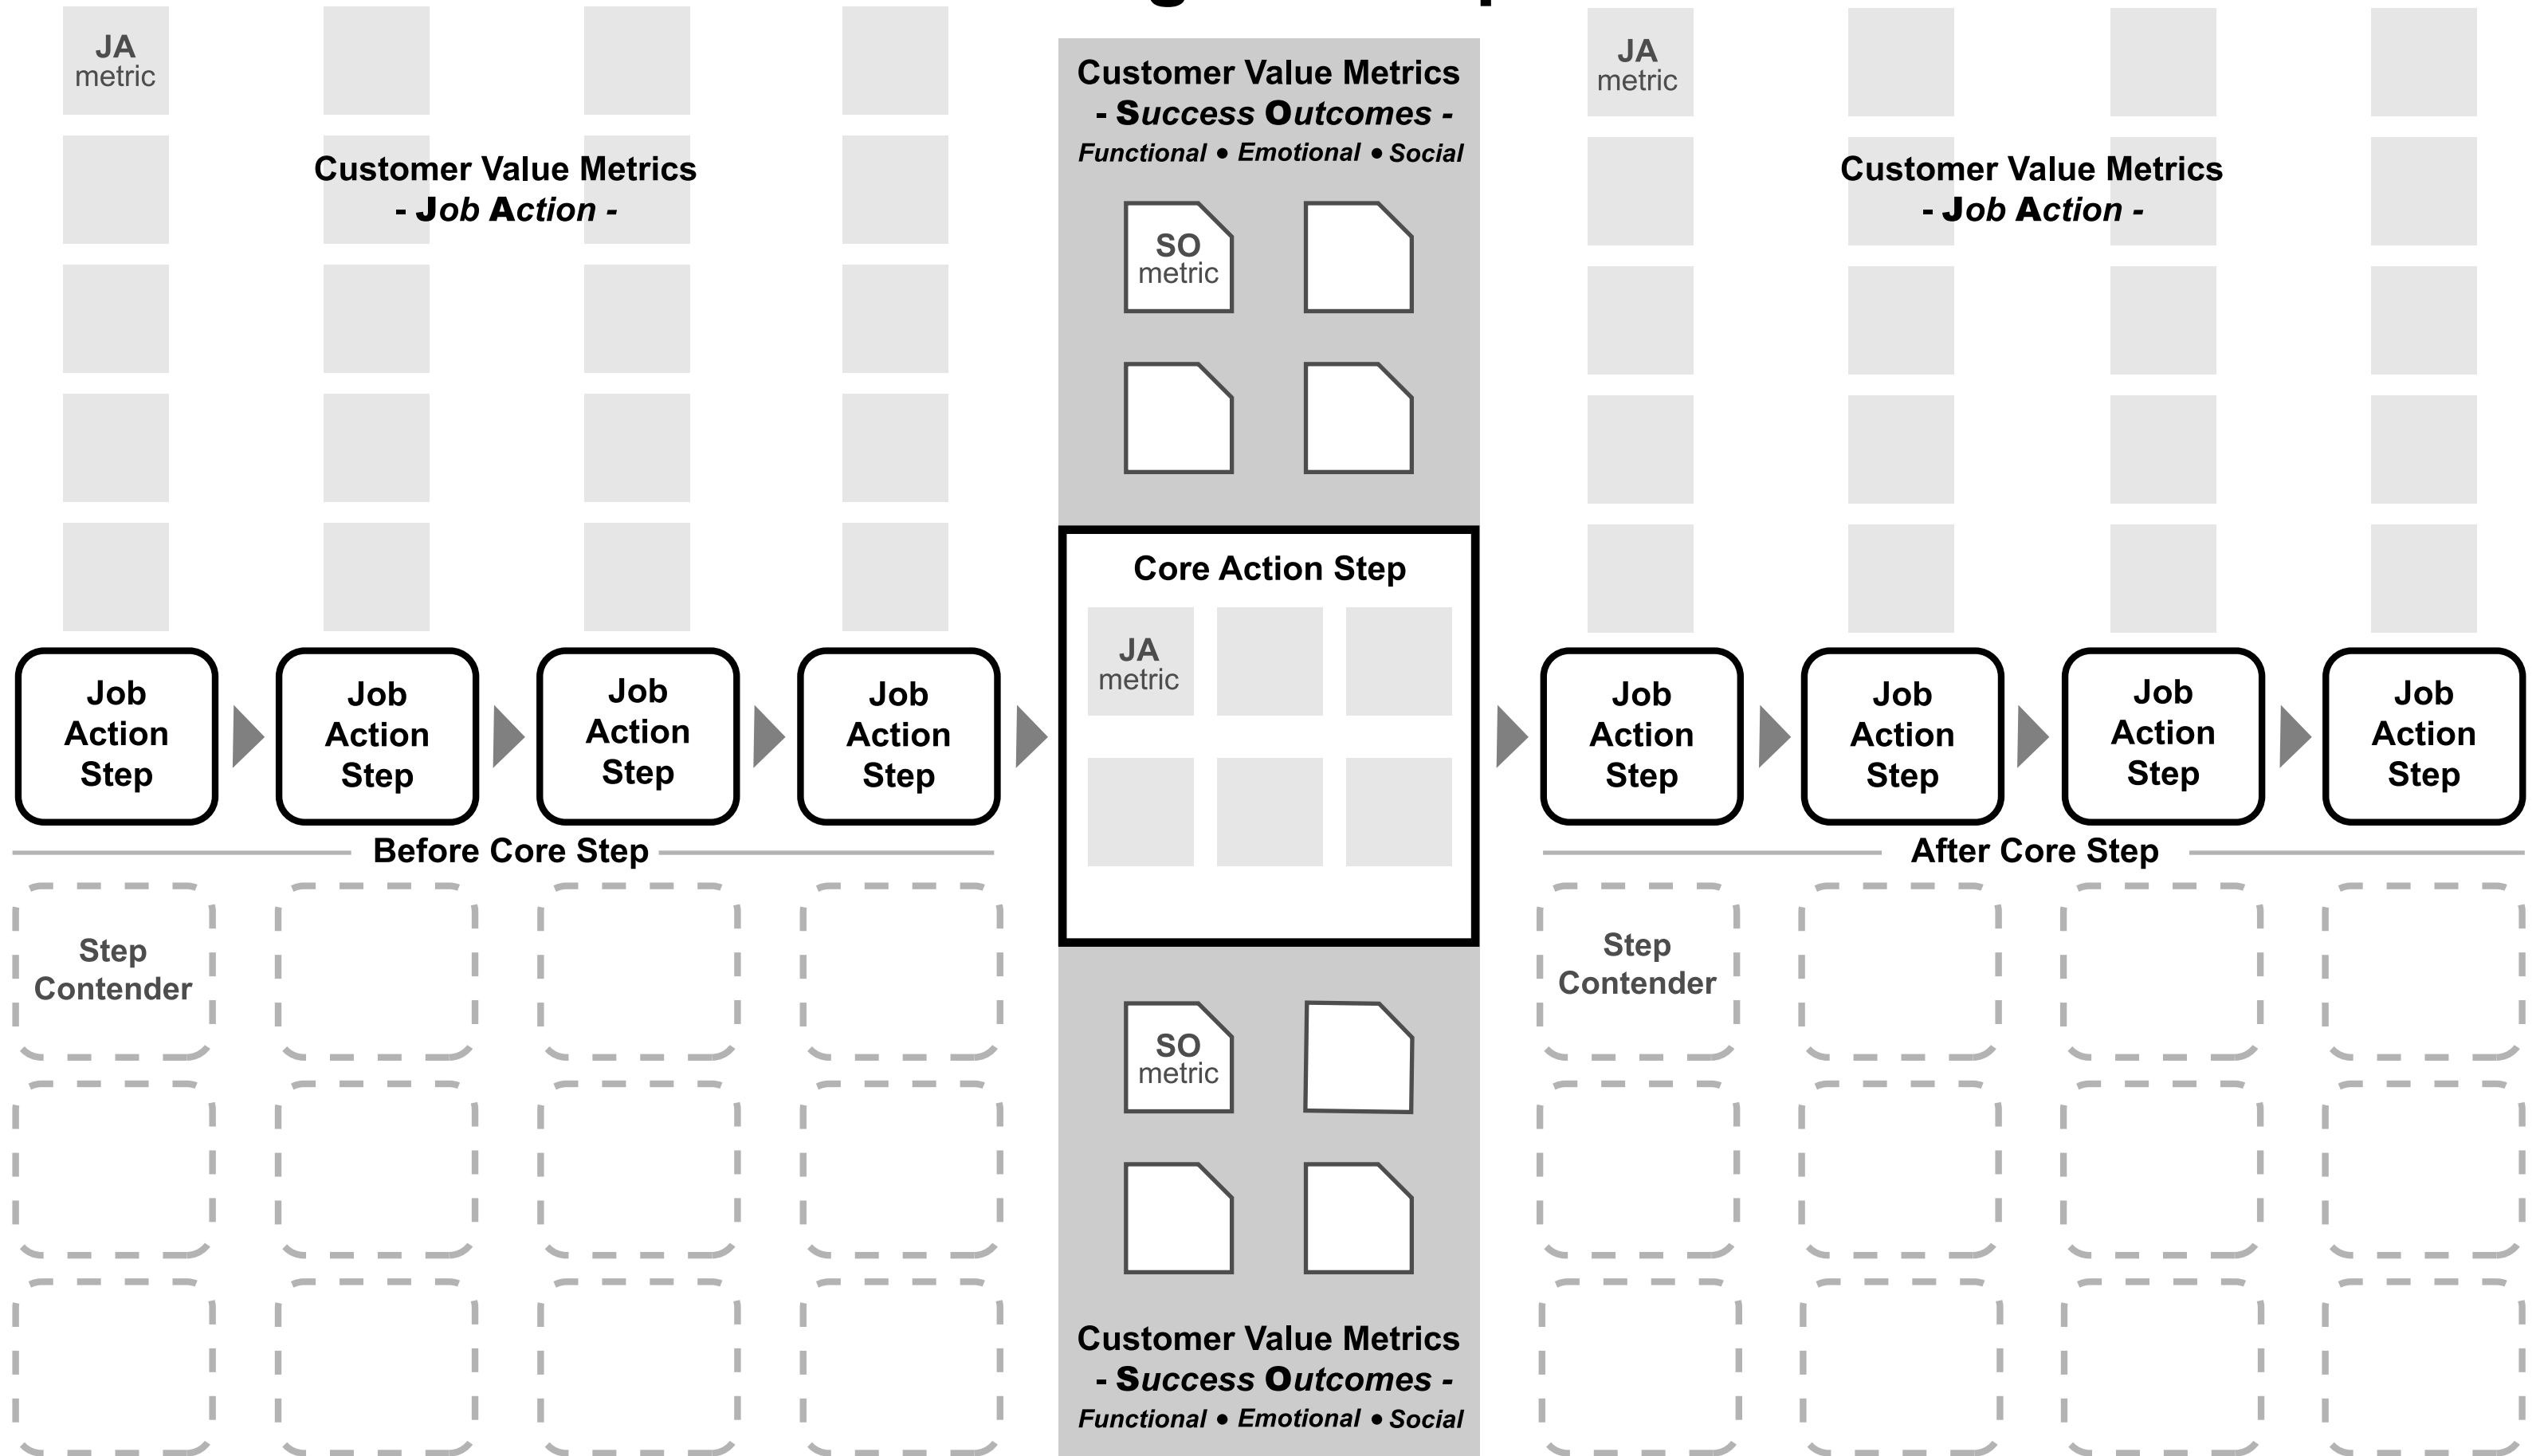 JA
metric
Customer Value Metrics
- Job Action -
Customer Value Metrics
- Success Outcomes -
Functional • Emotional • Social
SO
metric
JA
metric
Customer Value Metrics
- Job Action -
Core Action Step
JA
metric
Job
Action
Step
Job
Action
Step
Job
Action
Step
Job
Action
Step
Job
Action
Step
Job
Action
Step
Job
Action
Step
Job
Action
Step
Before Core Step
After Core Step
Step
Contender
SO
metric
Step
Contender
Customer Value Metrics
- Success Outcomes -
Functional • Emotional • Social